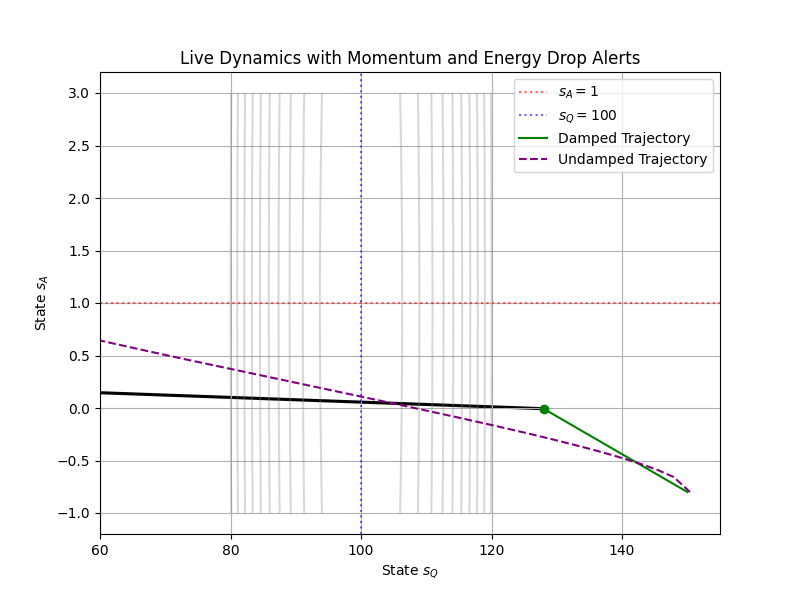 Live Dynamics with Momentum and Energy Drop Alerts
s_A = 1
s_Q = 100
Damped Trajectory
Undamped Trajectory
3.0
2.5
2.0
1.5
1.0
0.5
0.0
−0.5
−1.0
State s_A
60 80 100 120 140
State s_Q